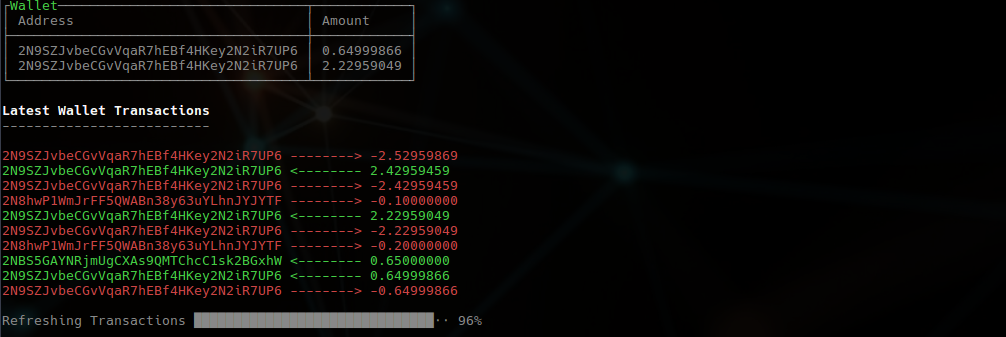 Wallet
Address Amount
2N9SZJvbeCGvVqaR7hEBf4HKey2N2iR7UP6 0.64999866
2N9SZJvbeCGvVqaR7hEBf4HKey2N2iR7UP6 2.22959049
Latest Wallet Transactions
--------------------------
2N9SZJvbeCGvVqaR7hEBf4HKey2N2iR7UP6 --------> -2.52959869
2N9SZJvbeCGvVqaR7hEBf4HKey2N2iR7UP6 <-------- 2.42959459
2N9SZJvbeCGvVqaR7hEBf4HKey2N2iR7UP6 --------> -2.42959459
2N8hwP1WmJrFF5QWABn38y63uYLhnJYJYTF --------> -0.10000000
2N9SZJvbeCGvVqaR7hEBf4HKey2N2iR7UP6 <-------- 2.22959049
2N9SZJvbeCGvVqaR7hEBf4HKey2N2iR7UP6 --------> -2.22959049
2N8hwP1WmJrFF5QWABn38y63uYLhnJYJYTF --------> -0.20000000
2NBS5GAYNRjmUgCXAs9QMTChcC1sk2BGxhW <-------- 0.65000000
2N9SZJvbeCGvVqaR7hEBf4HKey2N2iR7UP6 <-------- 0.64999866
2N9SZJvbeCGvVqaR7hEBf4HKey2N2iR7UP6 --------> -0.64999866
Refreshing Transactions ·· 96%